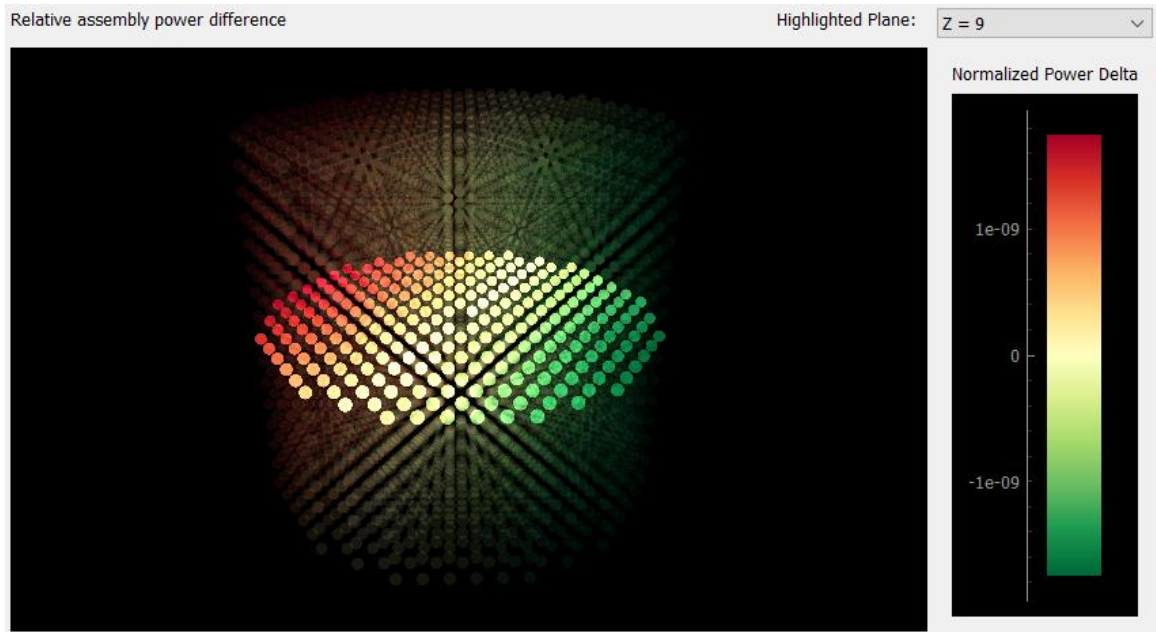 Relative assembly power difference
Highlighted Plane:
Z = 9
Normalized Power Delta
1e-09
0
-1e-09